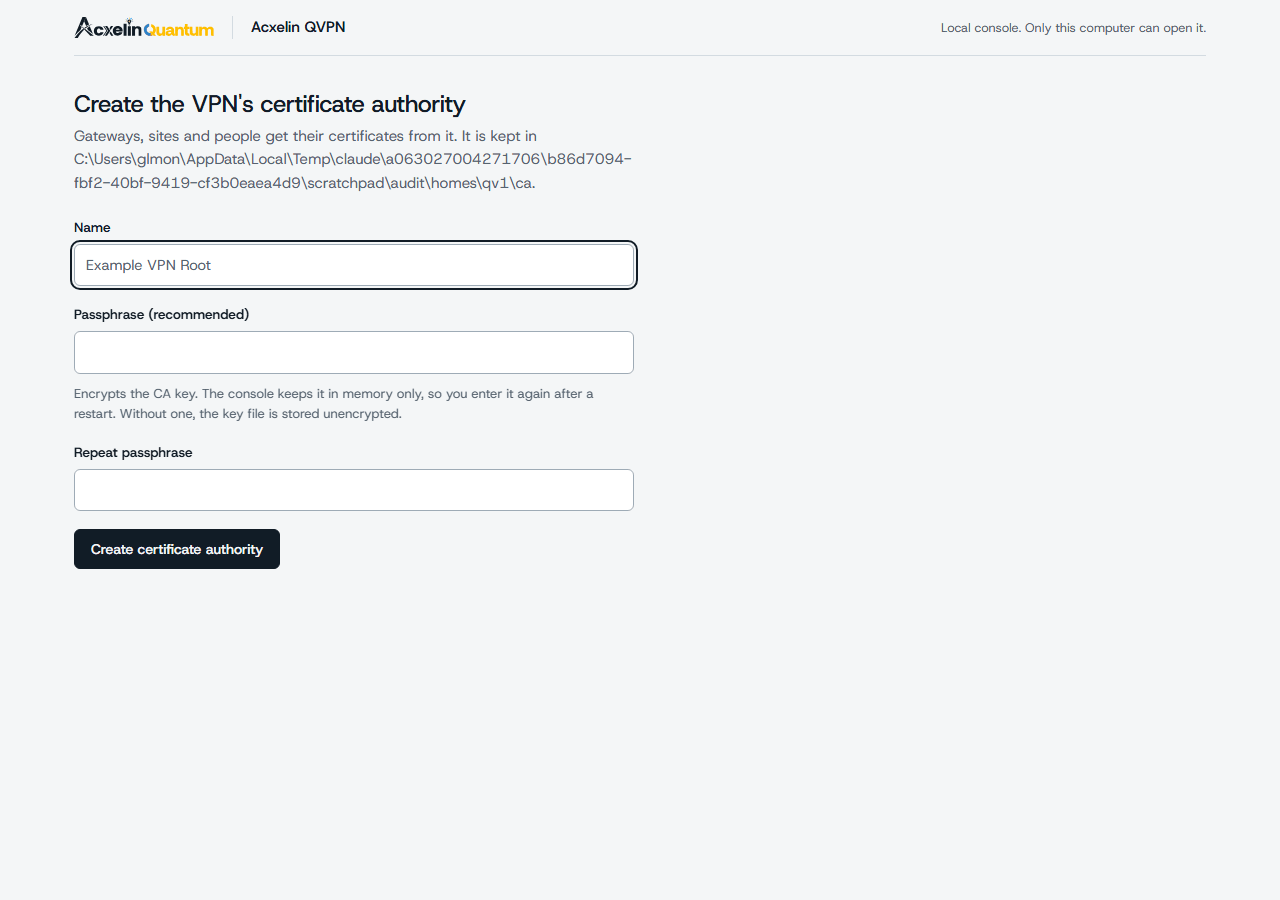 Acxelin Quantum
Acxelin QVPN
Local console. Only this computer can open it.
Create the VPN's certificate authority
Gateways, sites and people get their certificates from it. It is kept in
C:\Users\glmon\AppData\Local\Temp\claude\a063027004271706\b86d7094-
fbf2-40bf-9419-cf3b0eaea4d9\scratchpad\audit\homes\qv1\ca.
Name
Example VPN Root
Passphrase (recommended)
Encrypts the CA key. The console keeps it in memory only, so you enter it again after a
restart. Without one, the key file is stored unencrypted.
Repeat passphrase
Create certificate authority